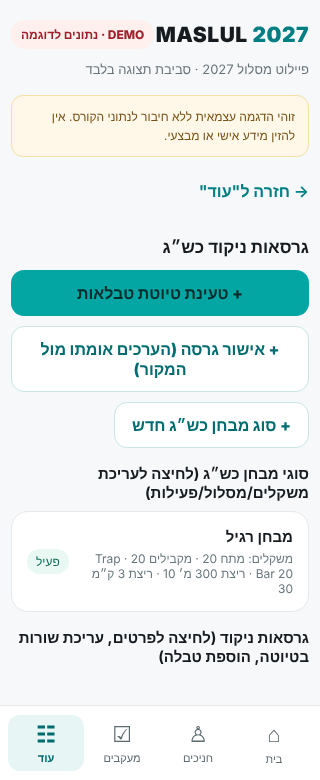 MASLUL 2027
DEMO · נתונים לדוגמה
פיילוט מסלול 2027 · סביבת תצוגה בלבד
זוהי הדגמה עצמאית ללא חיבור לנתוני הקורס. אין
להזין מידע אישי או מבצעי.
→ חזרה ל"עוד"
גרסאות ניקוד כש״ג
+ טעינת טיוטת טבלאות
+ אישור גרסה (הערכים אומתו מול
המקור)
+ סוג מבחן כש״ג חדש
סוגי מבחן כש״ג (לחיצה לעריכת
משקלים/מסלול/פעילות)
מבחן רגיל
משקלים: מתח 20 · מקבילים 20 · Trap
Bar 20 · ריצת 300 מ׳ 10 · ריצת 3 ק״מ
30
פעיל
גרסאות ניקוד (לחיצה לפרטים, עריכת שורות
בטיוטה, הוספת טבלה)
בית
חניכים
מעקבים
עוד